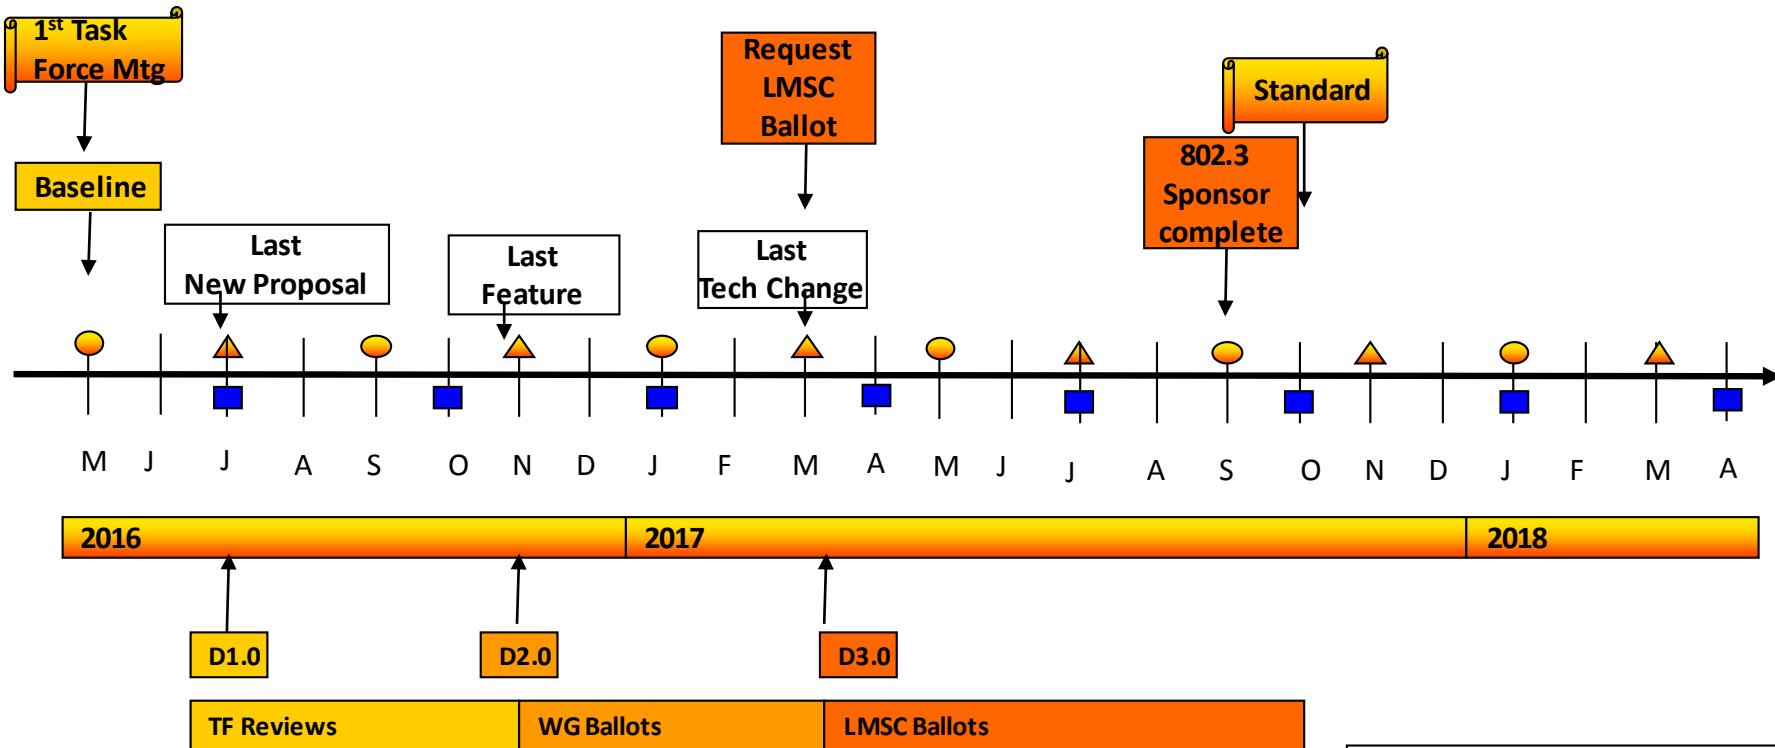 1st Task
Force Mtg
Request
LMSC
Ballot
Standard
802.3
Sponsor
complete
Baseline
Last
New Proposal
Last
Feature
Last
Tech Change
M J J A S O N D J F M A M J J A S O N D J F M A
2016 2017 2018
D1.0 D2.0 D3.0
TF Reviews WG Ballots LMSC Ballots